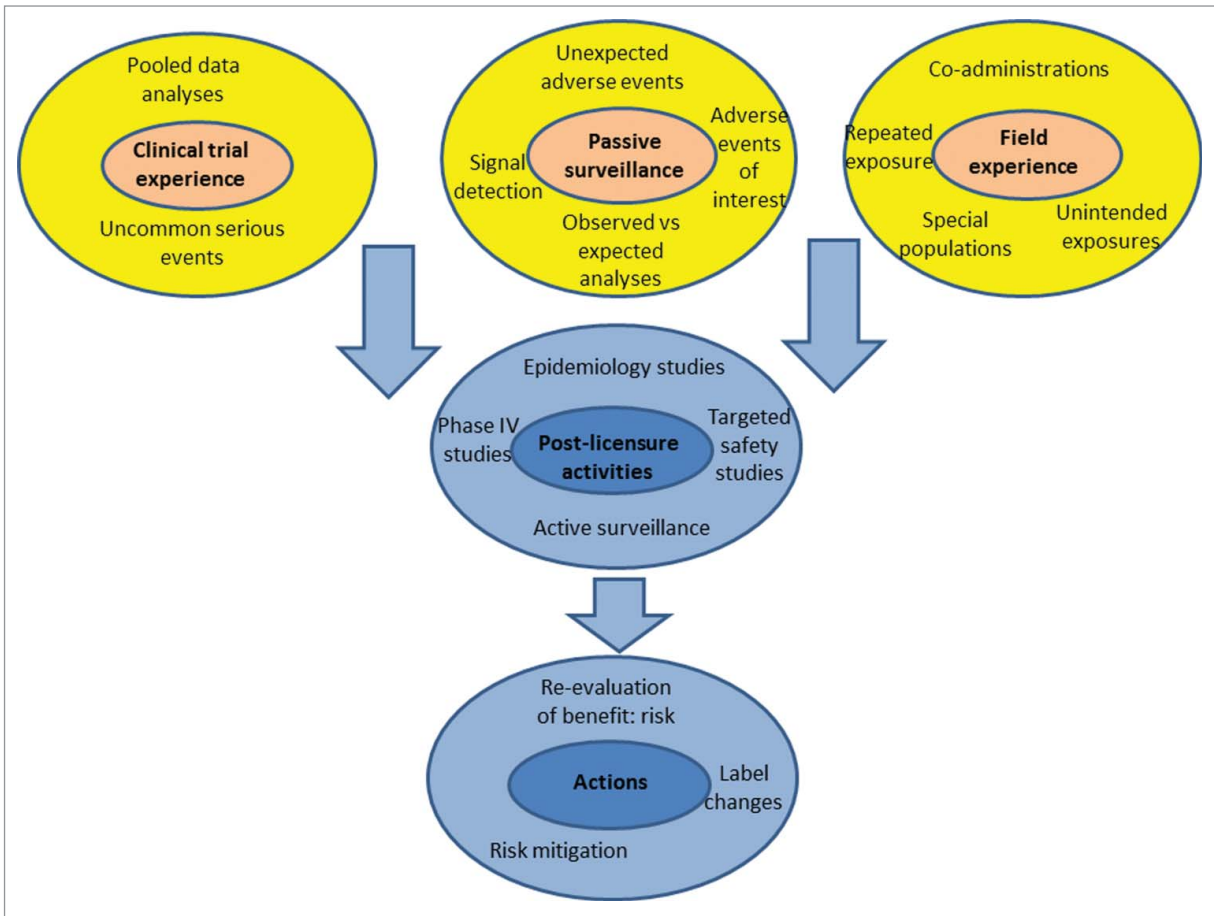 Pooled data
analyses
Clinical trial
experience
Uncommon serious
events
Unexpected
adverse events
Signal
detection
Passive
surveillance
Adverse
events
of
interest
Observed vs
expected
analyses
Co-administrations
Repeated
exposure
Field
experience
Special
populations
Unintended
exposures
Epidemiology studies
Phase IV
studies
Post-licensure
activities
Targeted
safety
studies
Active surveillance
Re-evaluation
of benefit: risk
Actions
Label
changes
Risk mitigation